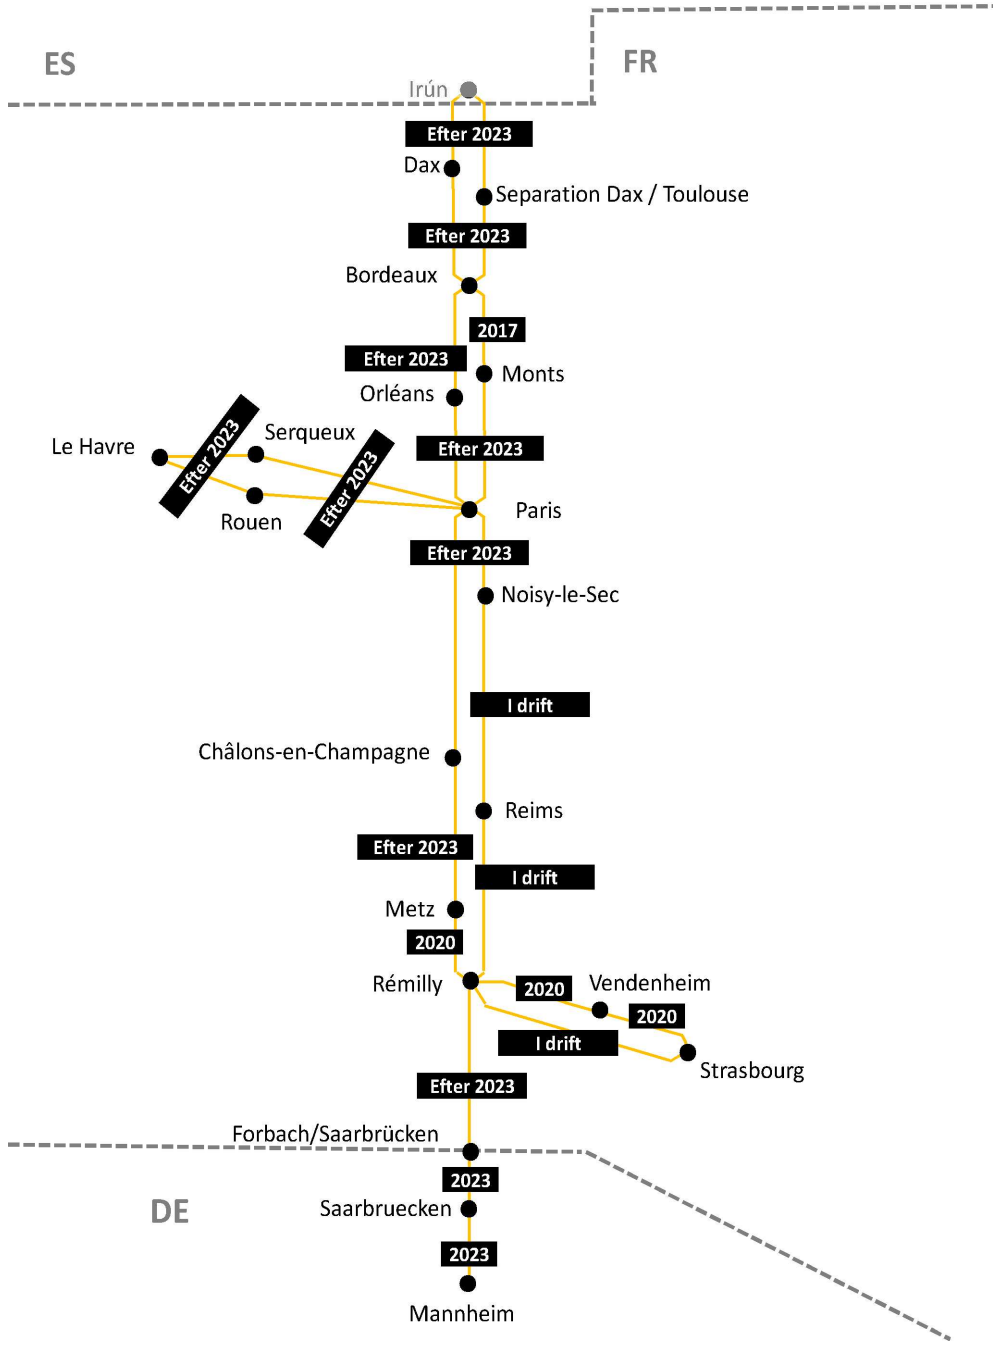 ES
FR
Irún
Efter 2023
Dax
Separation Dax / Toulouse
Efter 2023
Bordeaux
2017
Efter 2023
Monts
Orléans
Efter 2023
Serqueux
Le Havre
Efter 2023
Efter 2023
Rouen
Paris
Efter 2023
Noisy-le-Sec
I drift
Châlons-en-Champagne
Reims
Efter 2023
I drift
Metz
2020
Rémilly
2020
Vendenheim
2020
I drift
Strasbourg
Efter 2023
Forbach/Saarbrücken
2023
DE
Saarbruecken
2023
Mannheim